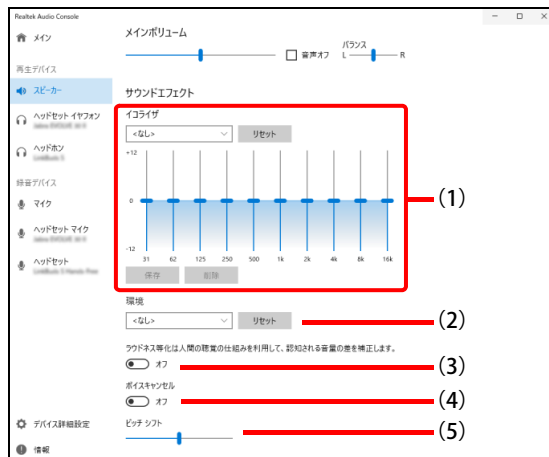 Realtek Audio Console
メイン
再生デバイス
スピーカー
ヘッドセット イヤフォン
ヘッドホン
録音デバイス
マイク
ヘッドセット マイク
ヘッドセット
デバイス詳細設定
情報
メインボリューム
音声オフ
バランス
L R
サウンドエフェクト
イコライザ
<なし> リセット
+12
0
-12
31 62 125 250 500 1k 2k 4k 8k 16k
保存 削除
(1)
環境
<なし> リセット
(2)
ラウドネス等化は人間の聴覚の仕組みを利用して、認知される音量の差を補正します。
オフ
(3)
ボイスキャンセル
オフ
(4)
ピッチ シフト
(5)